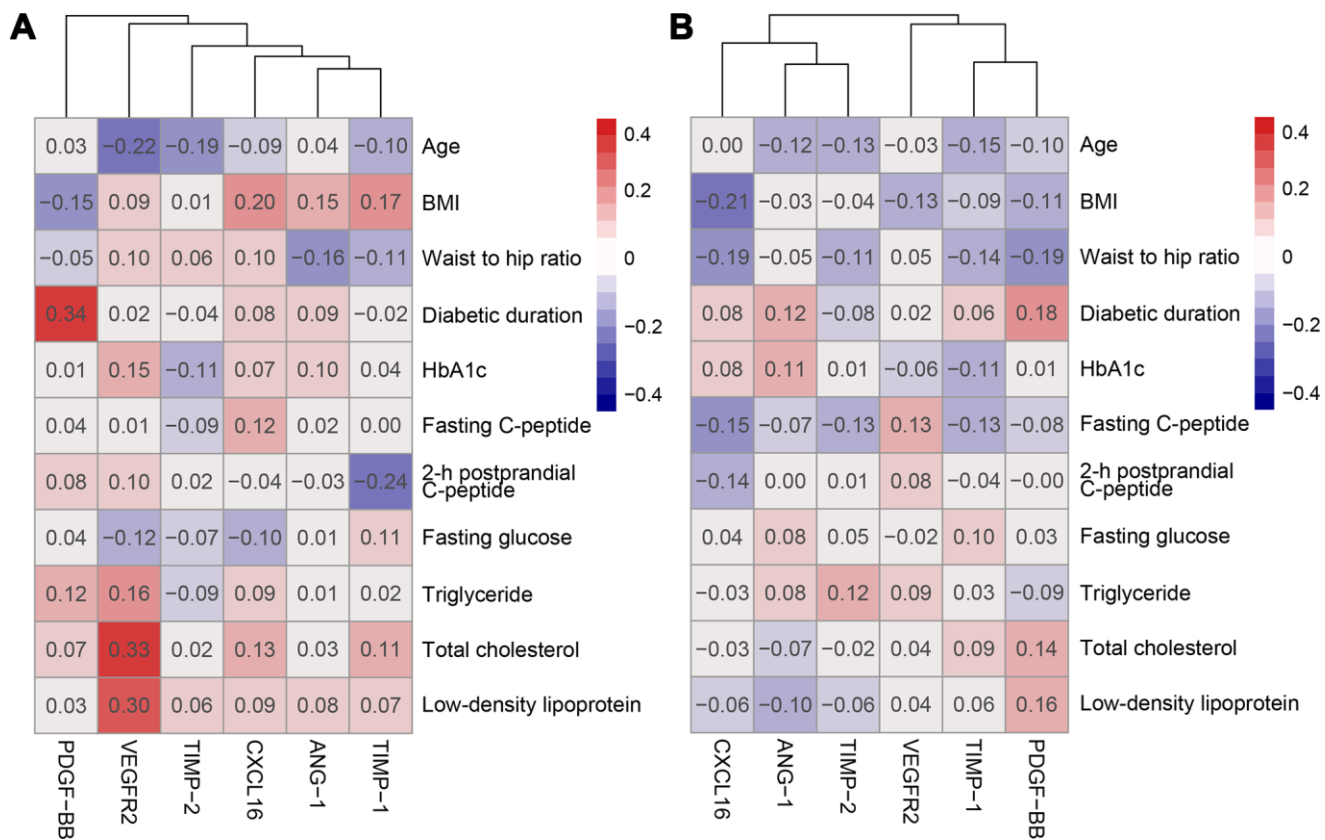 A
0.03 −0.22 −0.19 −0.09 0.04 −0.10 Age
−0.15 0.09 0.01 0.20 0.15 0.17 BMI
−0.05 0.10 0.06 0.10 −0.16 −0.11 Waist to hip ratio
0.34 0.02 −0.04 0.08 0.09 −0.02 Diabetic duration
0.01 0.15 −0.11 0.07 0.10 0.04 HbA1c
0.04 0.01 −0.09 0.12 0.02 0.00 Fasting C-peptide
0.08 0.10 0.02 −0.04 −0.03 −0.24 2-h postprandial
C-peptide
0.04 −0.12 −0.07 −0.10 0.01 0.11 Fasting glucose
0.12 0.16 −0.09 0.09 0.01 0.02 Triglyceride
0.07 0.33 0.02 0.13 0.03 0.11 Total cholesterol
0.03 0.30 0.06 0.09 0.08 0.07 Low-density lipoprotein
PDGF−BB
VEGFR2
TIMP−2
CXCL16
ANG−1
TIMP−1
0.4
0.2
0
−0.2
−0.4
B
0.00 −0.12 −0.13 −0.03 −0.15 −0.10 Age
−0.21 −0.03 −0.04 −0.13 −0.09 −0.11 BMI
−0.19 −0.05 −0.11 0.05 −0.14 −0.19 Waist to hip ratio
0.08 0.12 −0.08 0.02 0.06 0.18 Diabetic duration
0.08 0.11 0.01 −0.06 −0.11 0.01 HbA1c
−0.15 −0.07 −0.13 0.13 −0.13 −0.08 Fasting C-peptide
−0.14 0.00 0.01 0.08 −0.04 −0.00 2-h postprandial
C-peptide
0.04 0.08 0.05 −0.02 0.10 0.03 Fasting glucose
−0.03 0.08 0.12 0.09 0.03 −0.09 Triglyceride
−0.03 −0.07 −0.02 0.04 0.09 0.14 Total cholesterol
−0.06 −0.10 −0.06 0.04 0.06 0.16 Low-density lipoprotein
CXCL16
ANG−1
TIMP−2
VEGFR2
TIMP−1
PDGF−BB
0.4
0.2
0
−0.2
−0.4